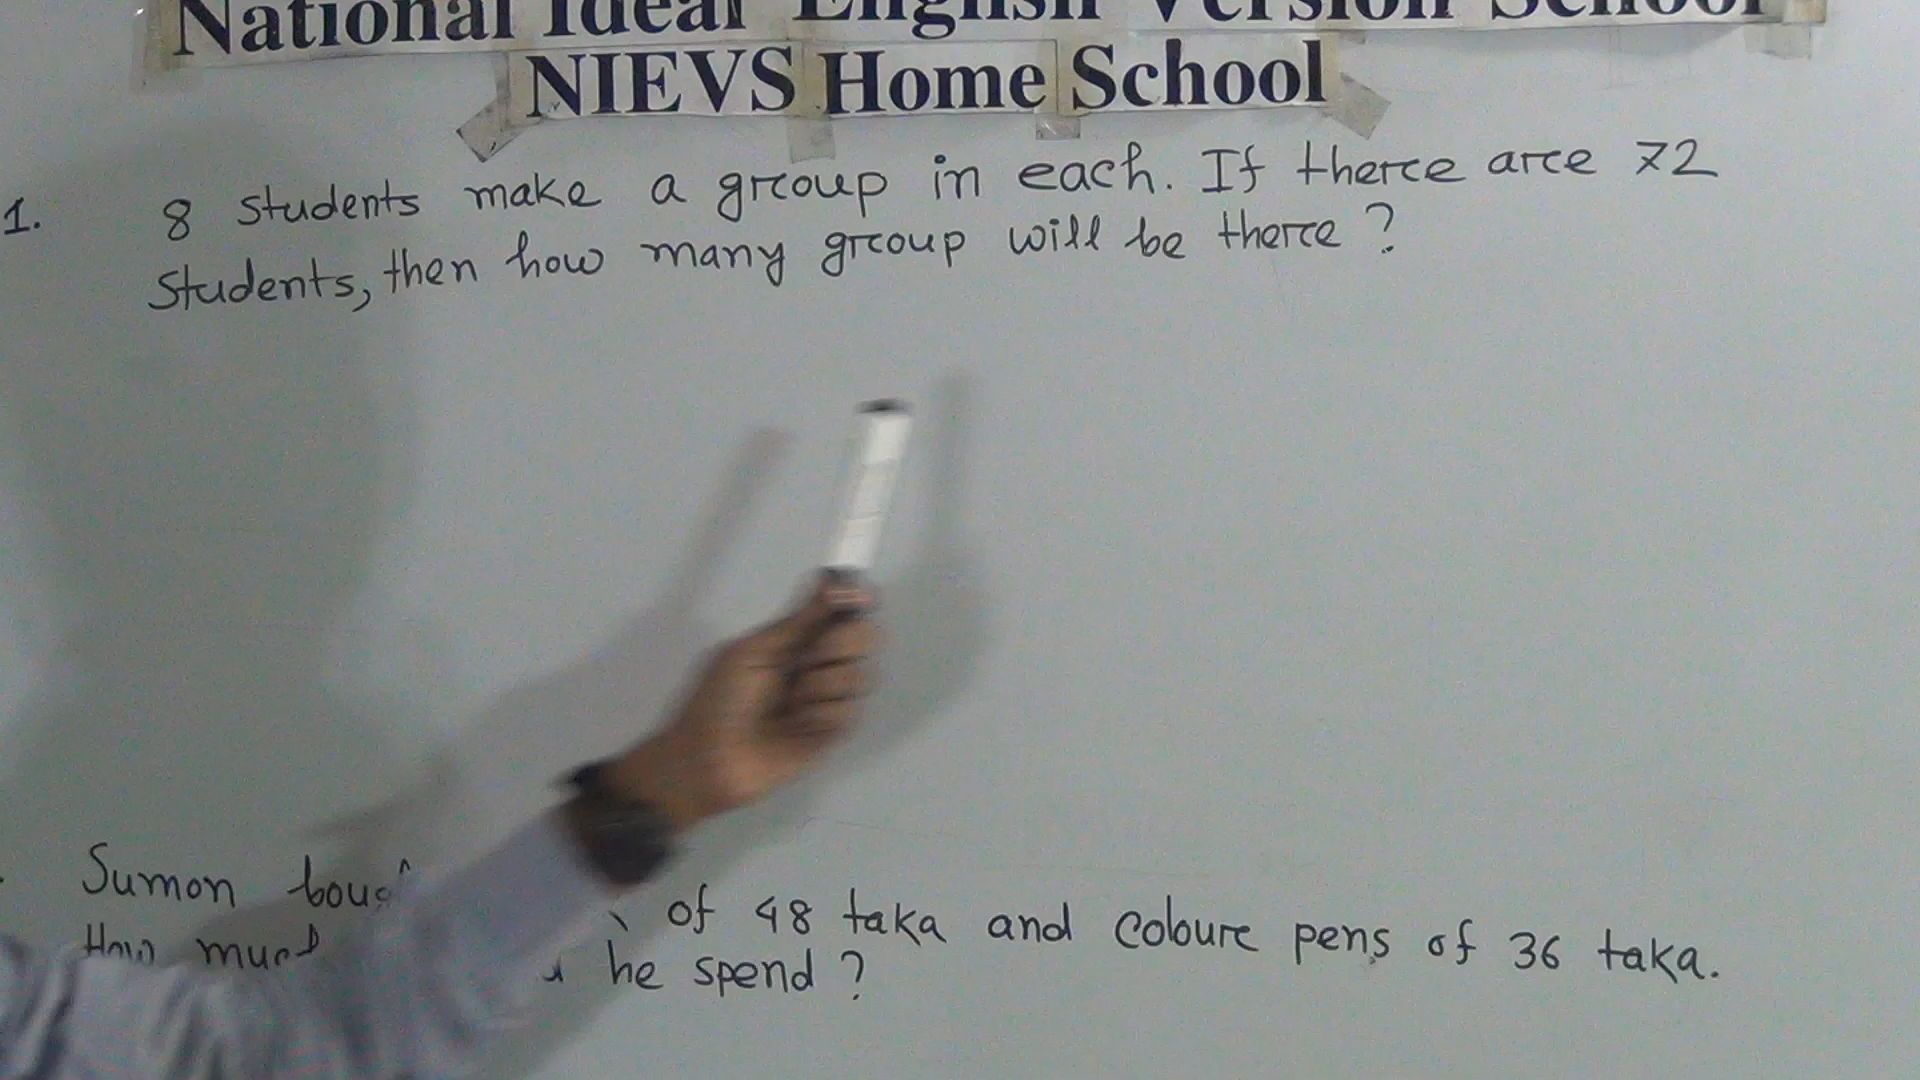 National Ideal English Version School
NIEVS Home School
1. 8 students make a group in each. If there are 72
students, then how many group will be there ?
Sumon of 48 taka and coloure pens of 36 taka.
he spend ?